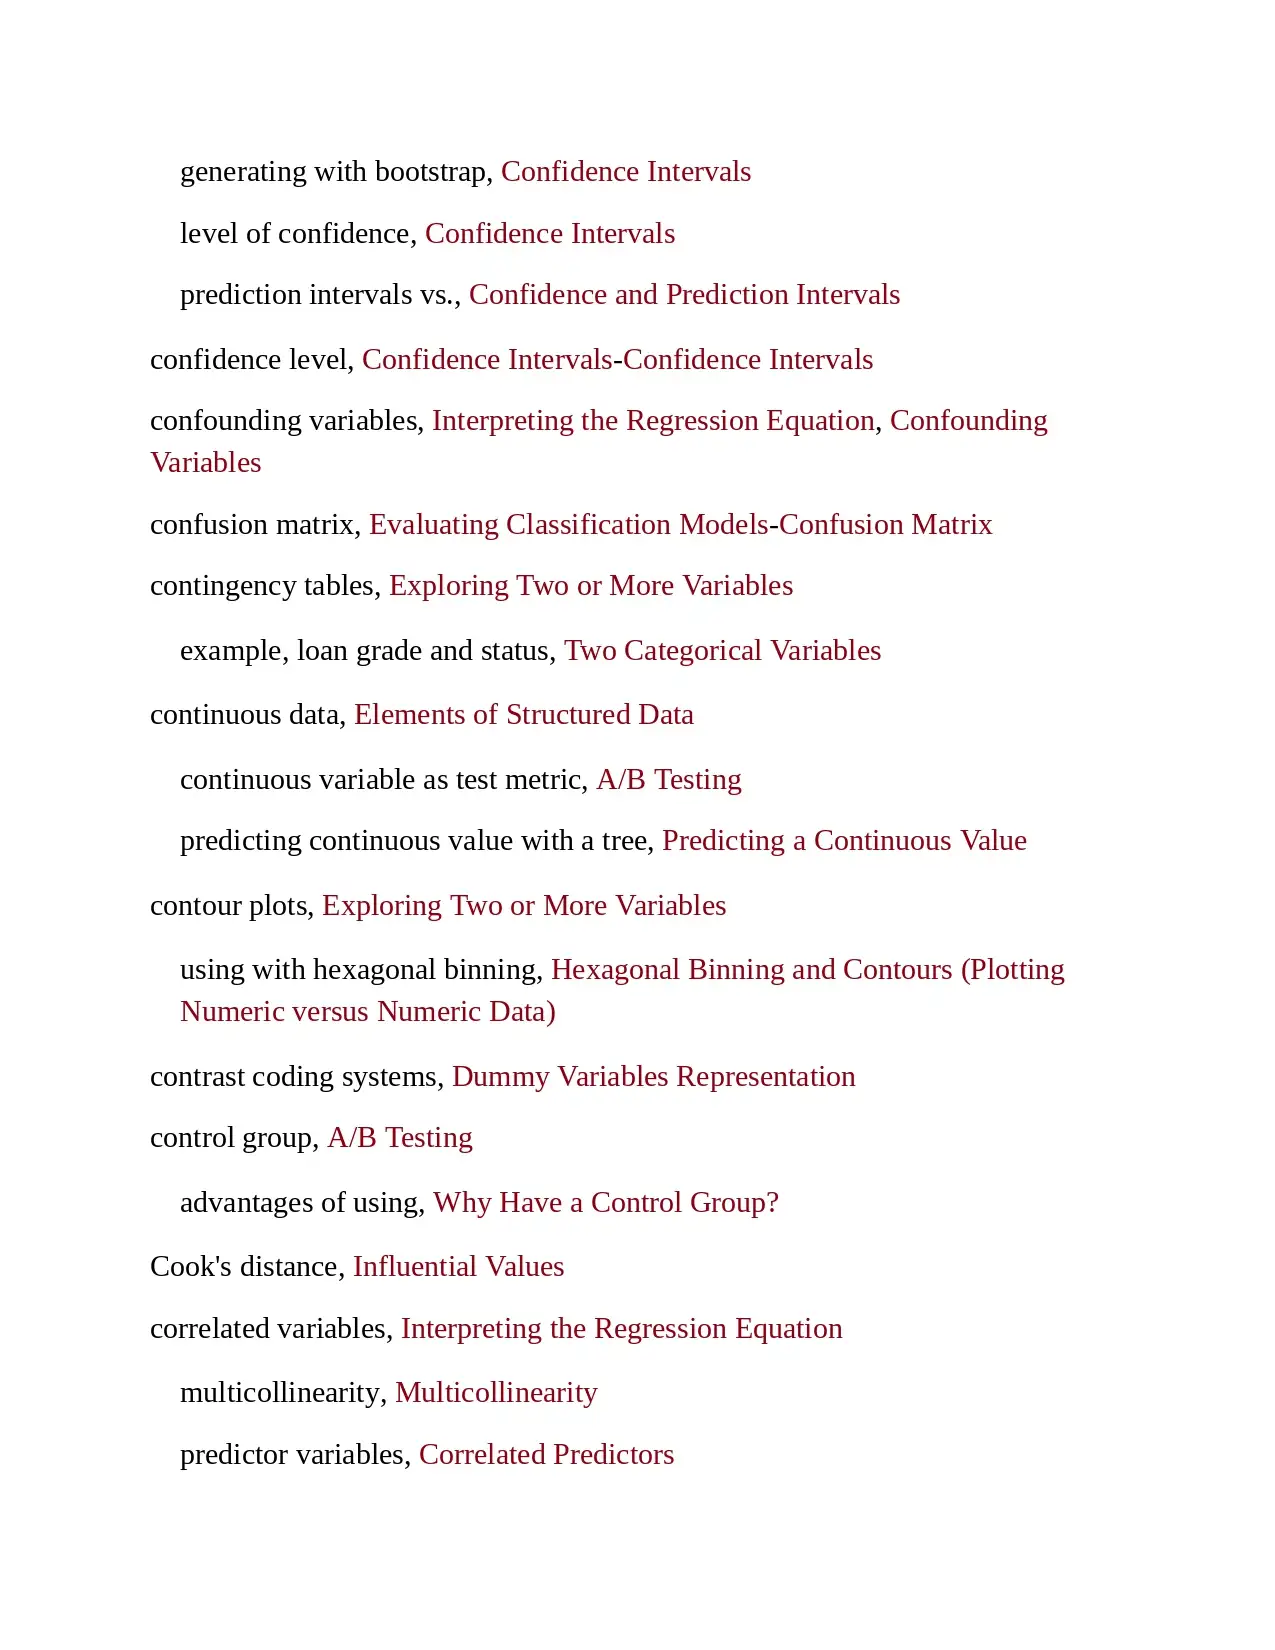 generating with bootstrap, Confidence Intervals
level of confidence, Confidence Intervals
prediction intervals vs., Confidence and Prediction Intervals
confidence level, Confidence Intervals-Confidence Intervals
confounding variables, Interpreting the Regression Equation, Confounding
Variables
confusion matrix, Evaluating Classification Models-Confusion Matrix
contingency tables, Exploring Two or More Variables
example, loan grade and status, Two Categorical Variables
continuous data, Elements of Structured Data
continuous variable as test metric, A/B Testing
predicting continuous value with a tree, Predicting a Continuous Value
contour plots, Exploring Two or More Variables
using with hexagonal binning, Hexagonal Binning and Contours (Plotting
Numeric versus Numeric Data)
contrast coding systems, Dummy Variables Representation
control group, A/B Testing
advantages of using, Why Have a Control Group?
Cook's distance, Influential Values
correlated variables, Interpreting the Regression Equation
multicollinearity, Multicollinearity
predictor variables, Correlated Predictors